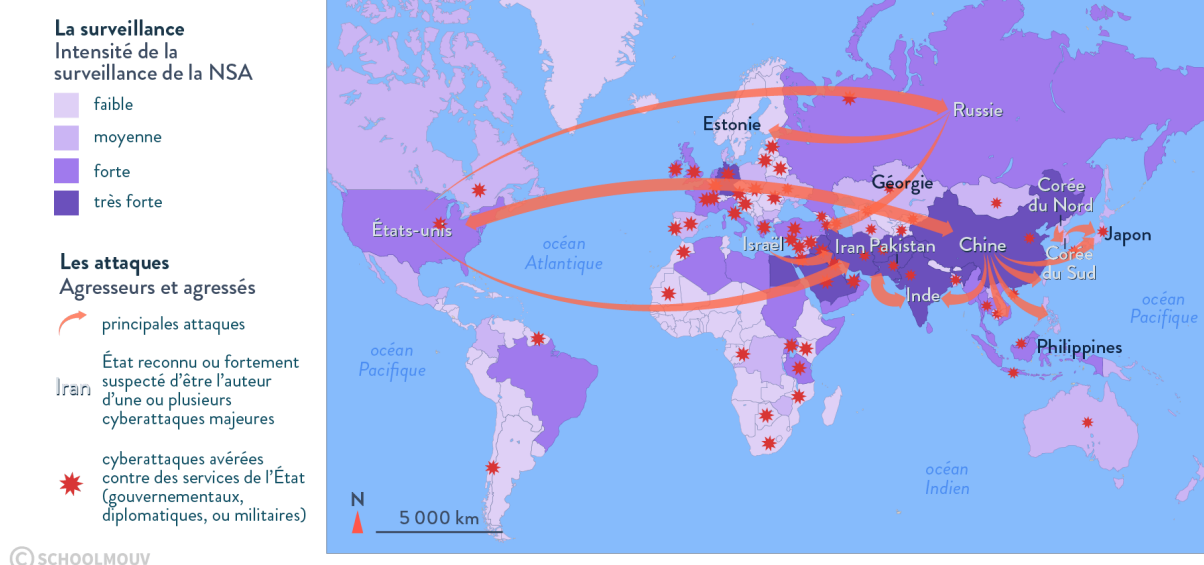 La surveillance
Intensité de la
surveillance de la NSA
faible
moyenne
forte
très forte
Les attaques
Agresseurs et agressés
principales attaques
Iran
État reconnu ou fortement
suspecté d'être l'auteur
d'une ou plusieurs
cyberattaques majeures
cyberattaques avérées
contre des services de l'État
(gouvernementaux,
diplomatiques, ou militaires)
© SCHOOLMOUV
Russie
Estonie
Géorgie
Corée
du Nord
États-unis
océan
Atlantique
Israël
Iran
Pakistan
Chine
Japon
Corée
du Sud
Inde
océan
Pacifique
océan
Pacifique
Philippines
océan
Indien
N
5 000 km